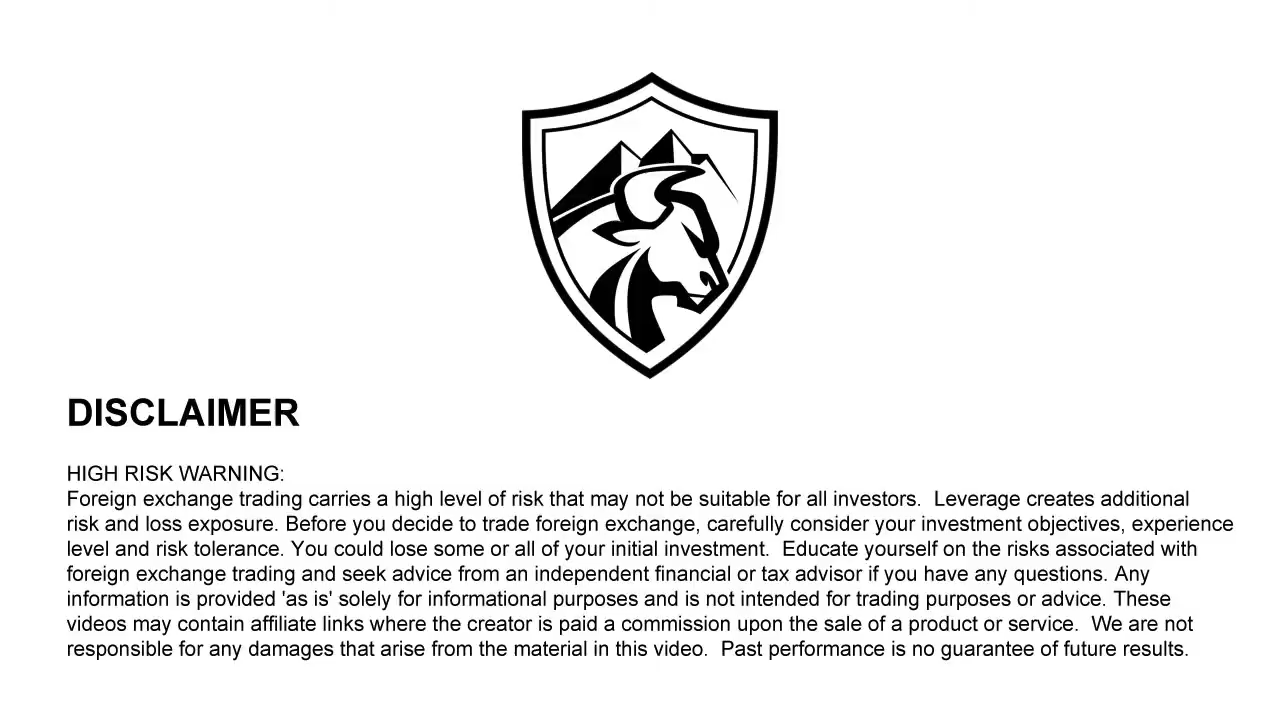 DISCLAIMER
HIGH RISK WARNING:
Foreign exchange trading carries a high level of risk that may not be suitable for all investors.  Leverage creates additional
risk and loss exposure. Before you decide to trade foreign exchange, carefully consider your investment objectives, experience
level and risk tolerance. You could lose some or all of your initial investment.  Educate yourself on the risks associated with
foreign exchange trading and seek advice from an independent financial or tax advisor if you have any questions. Any
information is provided 'as is' solely for informational purposes and is not intended for trading purposes or advice. These
videos may contain affiliate links where the creator is paid a commission upon the sale of a product or service.  We are not
responsible for any damages that arise from the material in this video.  Past performance is no guarantee of future results.